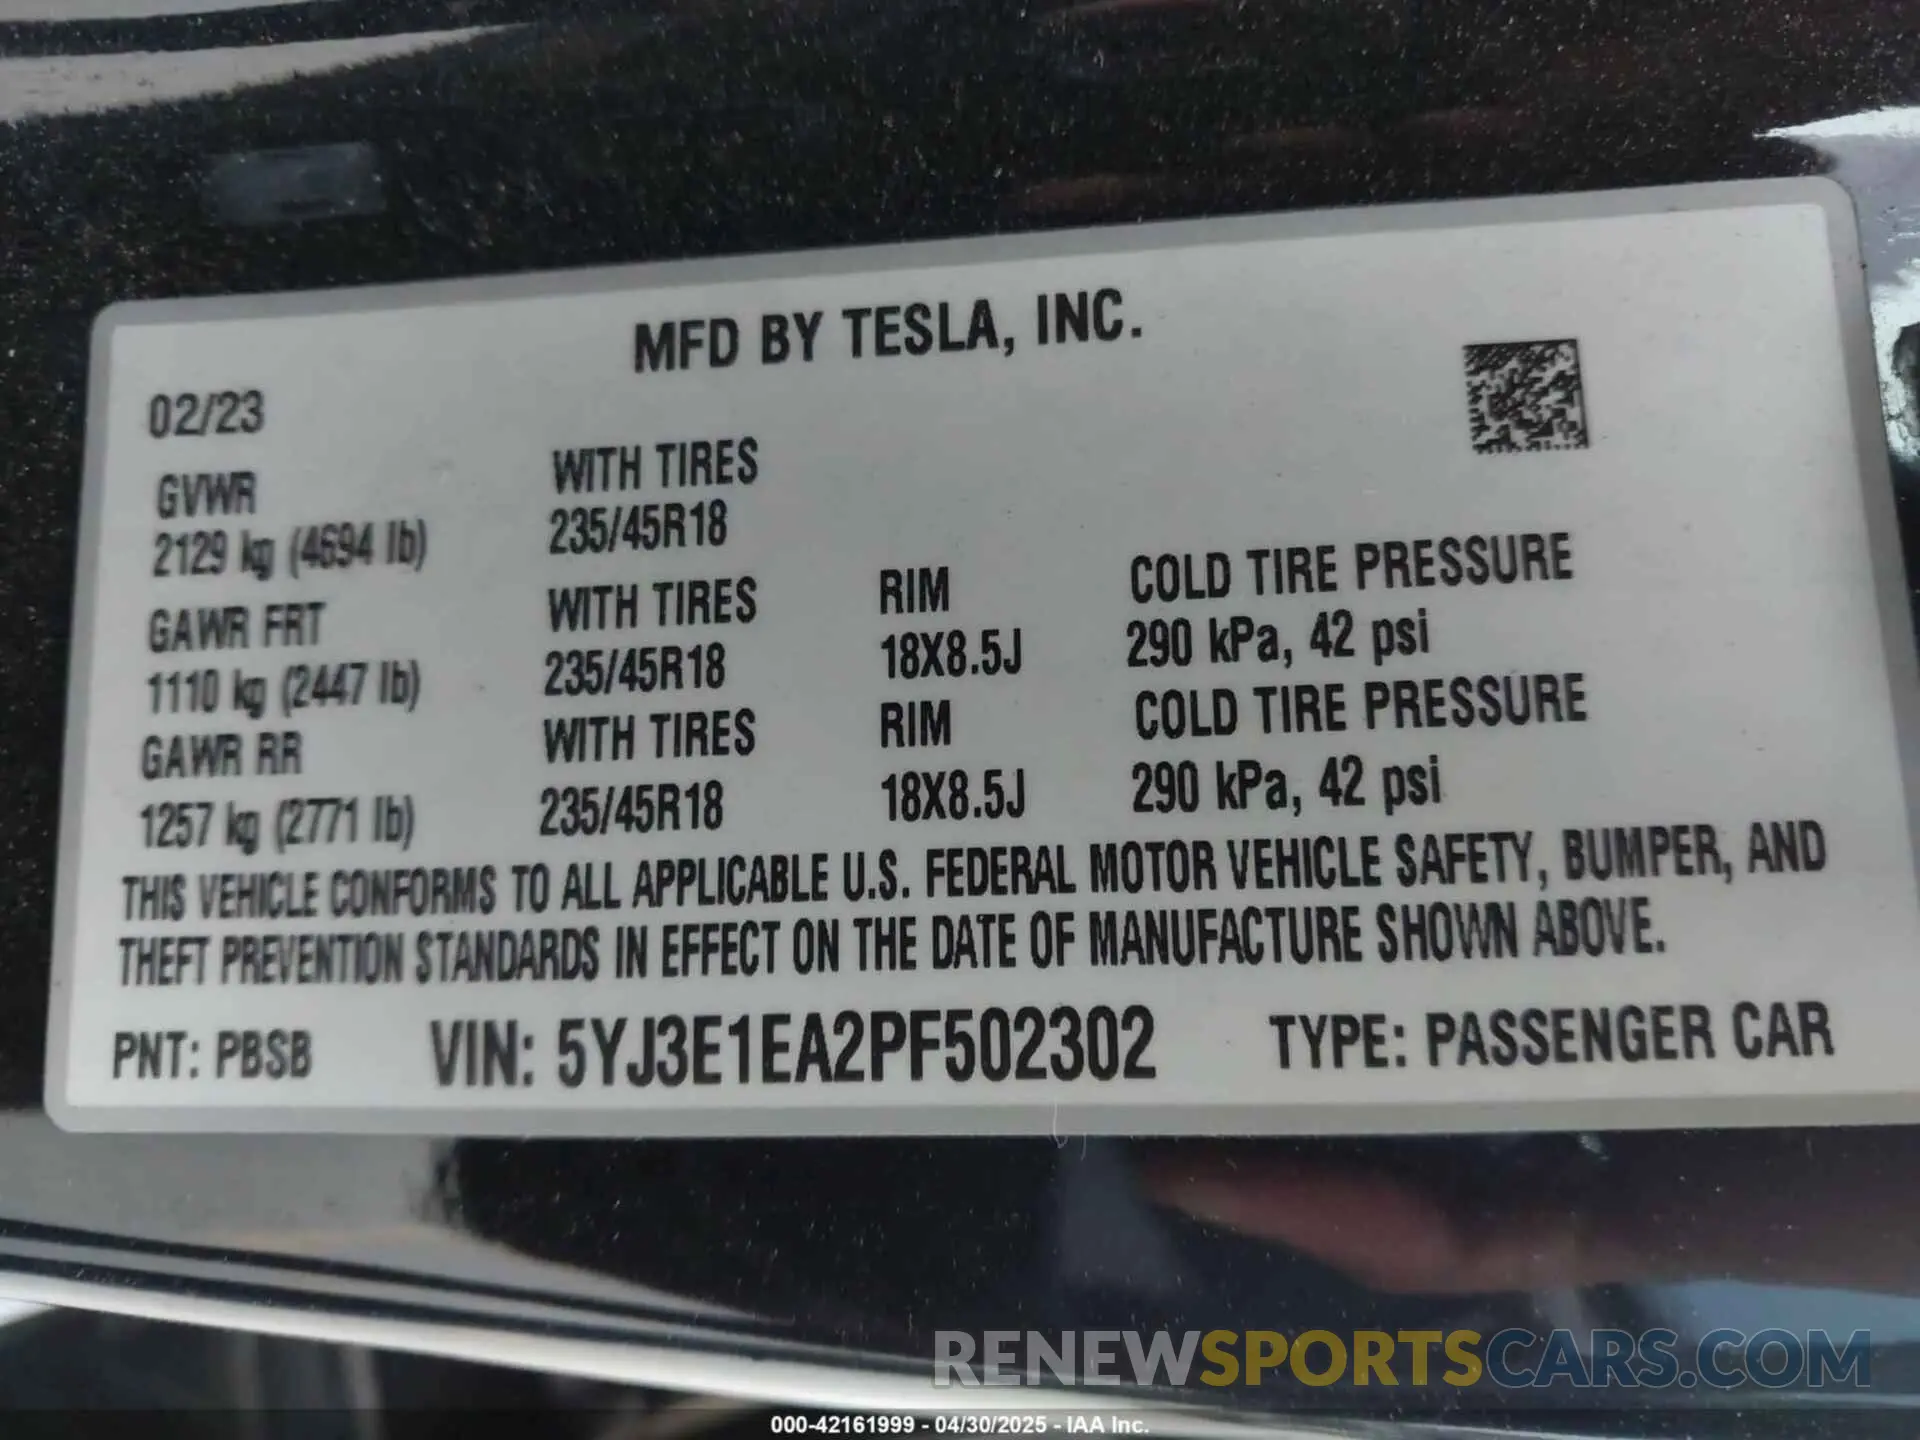 MFD BY TESLA, INC.
02/23
GVWR WITH TIRES
2129 kg (4694 lb) 235/45R18
GAWR FRT WITH TIRES RIM COLD TIRE PRESSURE
1110 kg (2447 lb) 235/45R18 18X8.5J 290 kPa, 42 psi
GAWR RR WITH TIRES RIM COLD TIRE PRESSURE
1257 kg (2771 lb) 235/45R18 18X8.5J 290 kPa, 42 psi
THIS VEHICLE CONFORMS TO ALL APPLICABLE U.S. FEDERAL MOTOR VEHICLE SAFETY, BUMPER, AND
THEFT PREVENTION STANDARDS IN EFFECT ON THE DATE OF MANUFACTURE SHOWN ABOVE.
PNT: PBSB VIN: 5YJ3E1EA2PF502302 TYPE: PASSENGER CAR
RENEWSPORTSCARS.COM
000-42161999 - 04/30/2025 - IAA Inc.